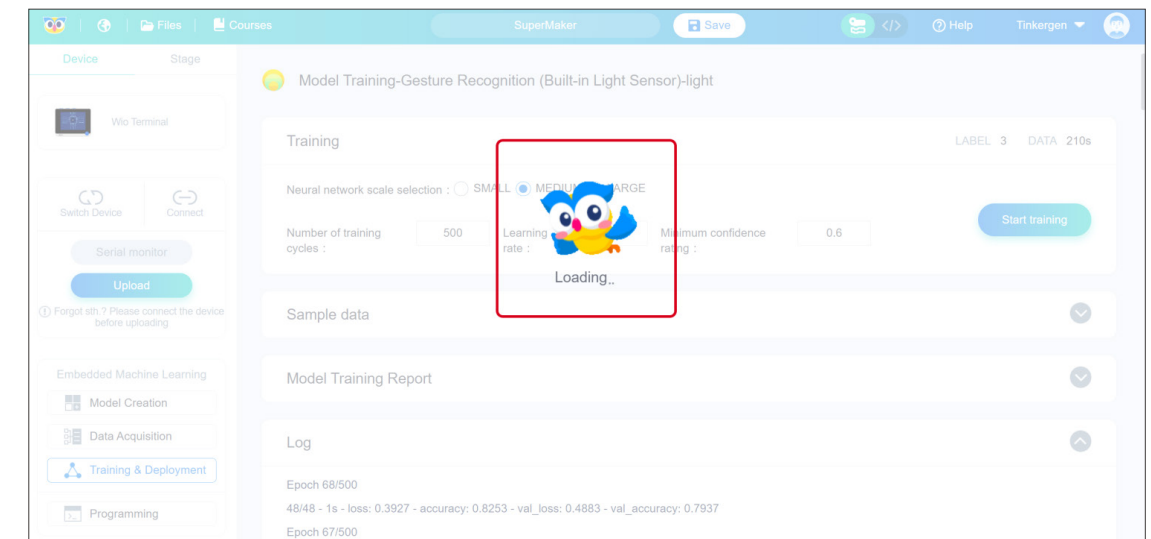 Files
Courses
SuperMaker
Save
</>
Help
Tinkergen
Device
Stage
Model Training-Gesture Recognition (Built-in Light Sensor)-light
Wio Terminal
Training
LABEL 3 DATA 210s
Neural network scale selection :
SMALL
Switch Device
Connect
Number of training
cycles :
500
Learning
rate :
Minimum confidence
rating :
0.6
Start training
Serial monitor
Upload
Loading..
Forgot sth.? Please connect the device
before uploading
Sample data
Embedded Machine Learning
Model Training Report
Model Creation
Data Acquisition
Log
Training & Deployment
Epoch 68/500
48/48 - 1s - loss: 0.3927 - accuracy: 0.8253 - val_loss: 0.4883 - val_accuracy: 0.7937
Programming
Epoch 67/500